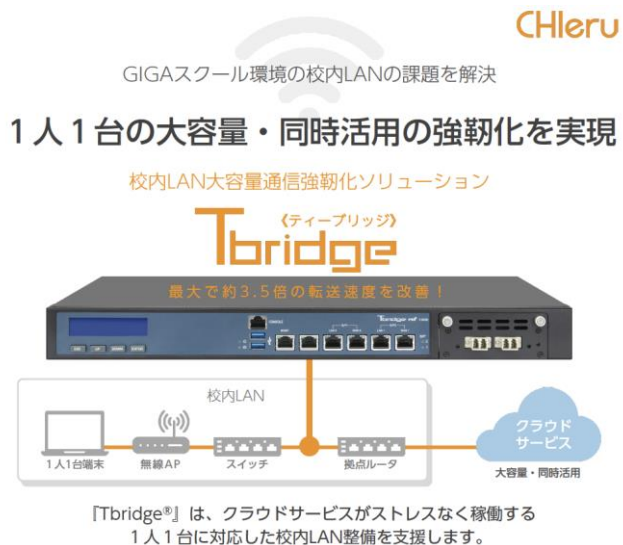 CHIeru
GIGAスクール環境の校内LANの課題を解決
1人1台の大容量・同時活用の強靭化を実現
校内LAN大容量通信強靭化ソリューション
《ティーブリッジ》
Tbridge
最大で約3.5倍の転送速度を改善！
Tbridge
校内LAN
1人1台端末
無線AP
スイッチ
拠点ルータ
クラウド
サービス
大容量・同時活用
『Tbridge®』は、クラウドサービスがストレスなく稼働する
1人1台に対応した校内LAN整備を支援します。